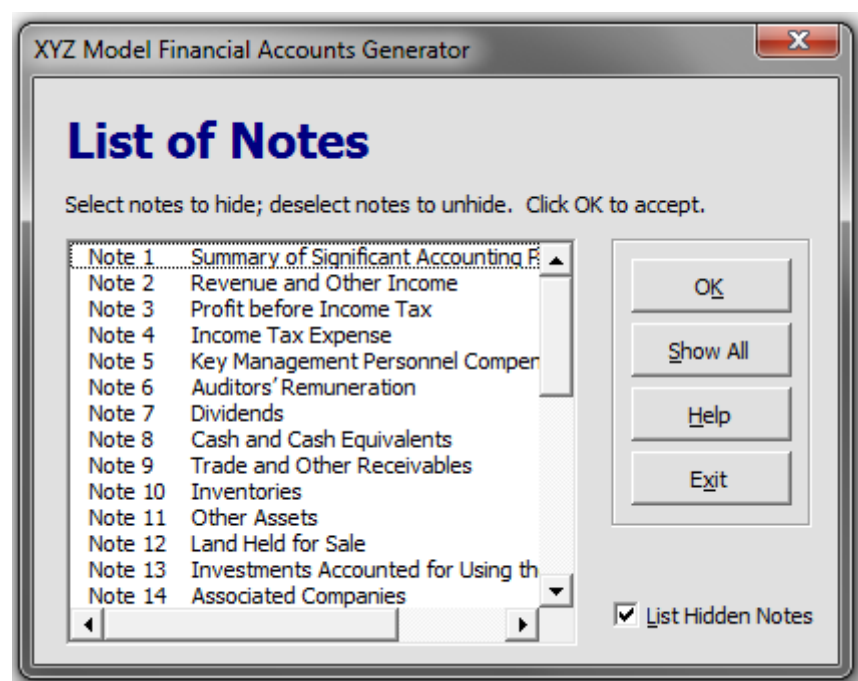 XYZ Model Financial Accounts Generator
List of Notes
Select notes to hide; deselect notes to unhide. Click OK to accept.
Note 1 Summary of Significant Accounting
Note 2 Revenue and Other Income
Note 3 Profit before Income Tax
Note 4 Income Tax Expense
Note 5 Key Management Personnel Compen
Note 6 Auditors' Remuneration
Note 7 Dividends
Note 8 Cash and Cash Equivalents
Note 9 Trade and Other Receivables
Note 10 Inventories
Note 11 Other Assets
Note 12 Land Held for Sale
Note 13 Investments Accounted for Using th
Note 14 Associated Companies
OK
Show All
Help
Exit
List Hidden Notes